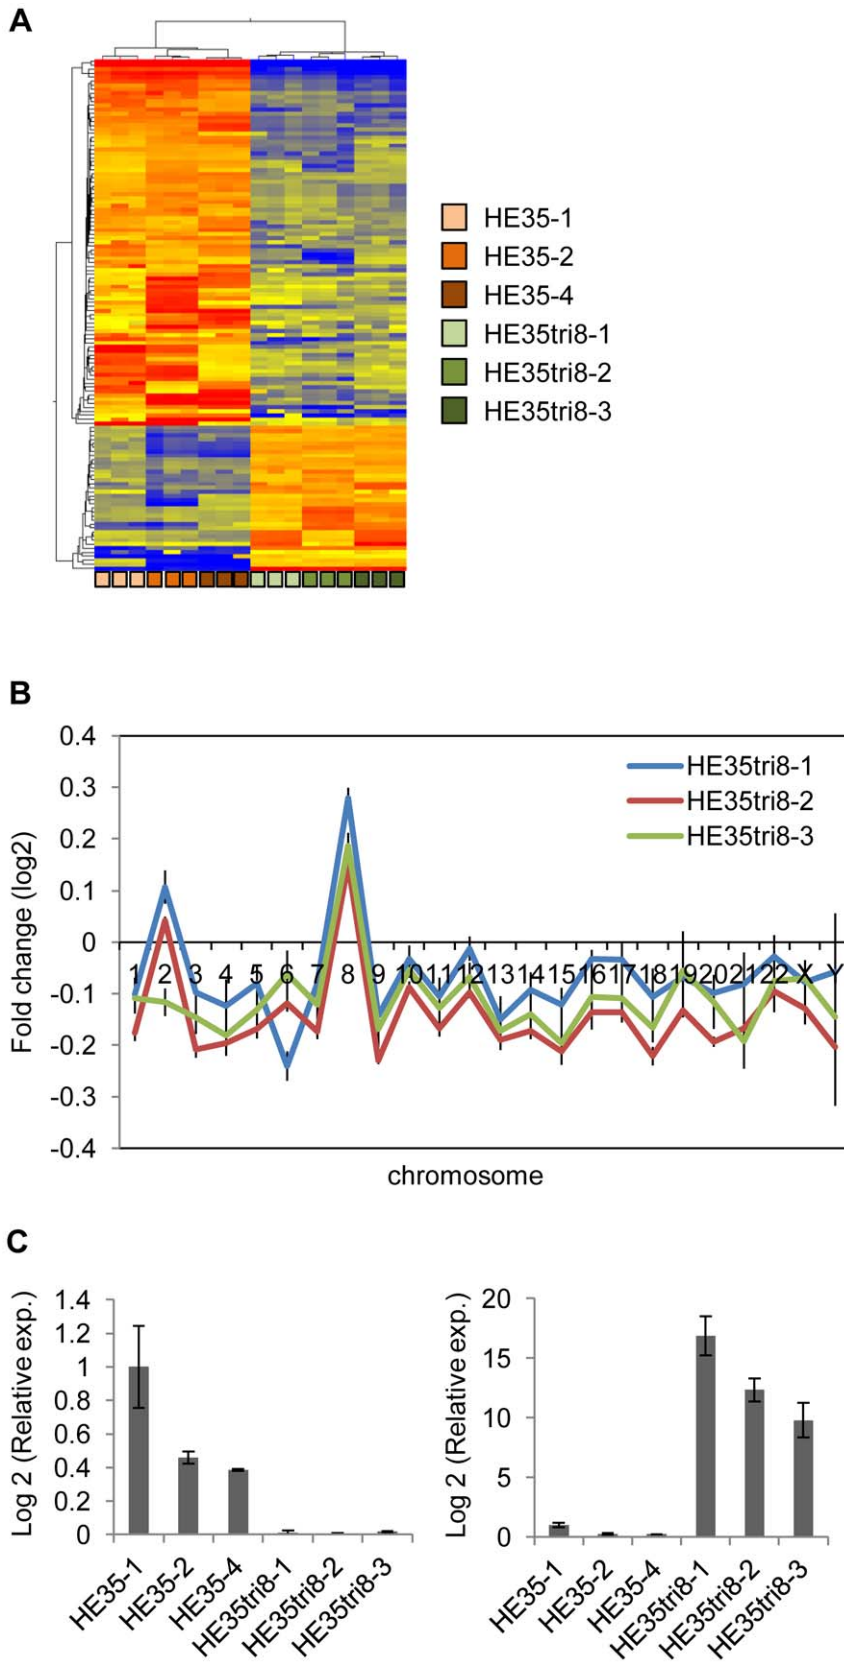 A
HE35-1
HE35-2
HE35-4
HE35tri8-1
HE35tri8-2
HE35tri8-3
B
Fold change (log2)
0.4
0.3
0.2
0.1
0
-0.1
-0.2
-0.3
-0.4
HE35tri8-1
HE35tri8-2
HE35tri8-3
1 2 3 4 5 6 7 8 9 10 11 12 13 14 15 16 17 18 19 20 21 22 X Y
chromosome
C
Log 2 (Relative exp.)
1.4
1.2
1
0.8
0.6
0.4
0.2
0
HE35-1
HE35-2
HE35-4
HE35tri8-1
HE35tri8-2
HE35tri8-3
Log 2 (Relative exp.)
20
15
10
5
0
HE35-1
HE35-2
HE35-4
HE35tri8-1
HE35tri8-2
HE35tri8-3